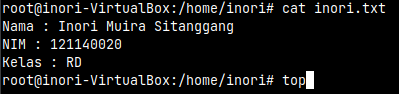 root@inori-VirtualBox:/home/inori# cat inori.txt
Nama : Inori Muira Sitanggang
NIM : 121140020
Kelas : RD
root@inori-VirtualBox:/home/inori# top